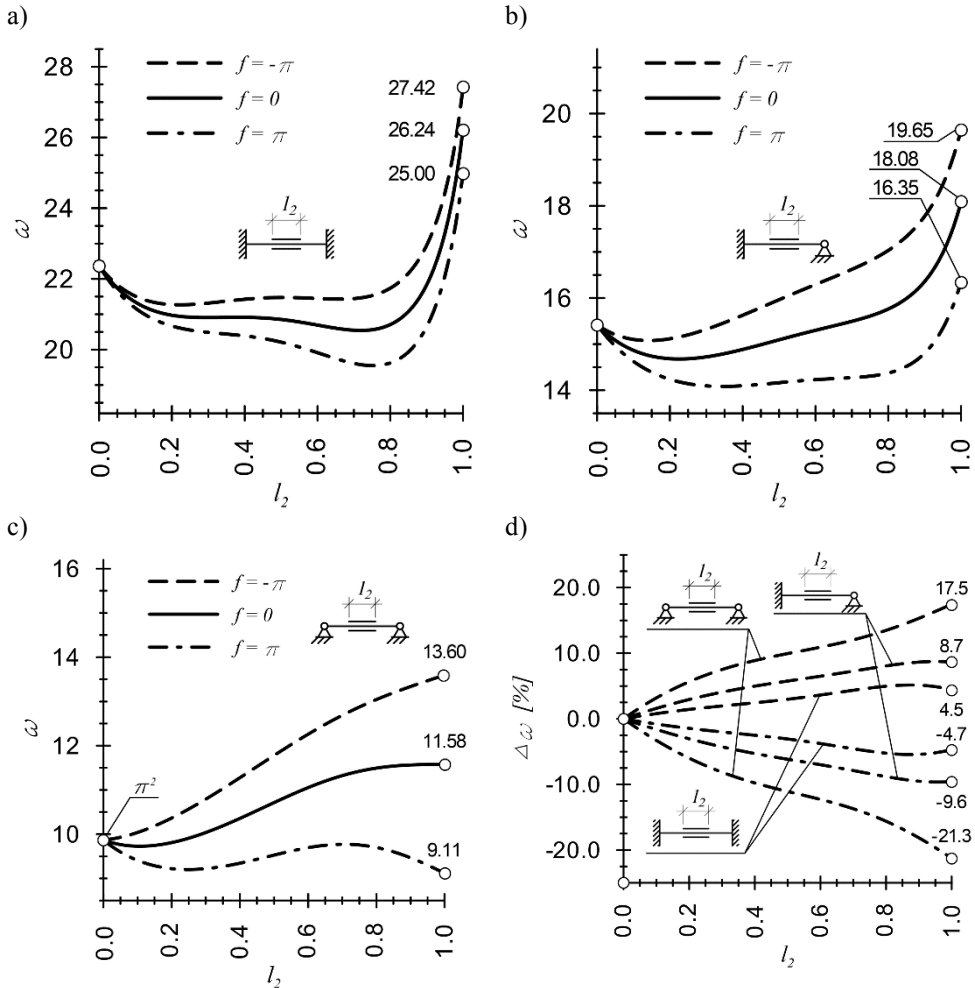 a)
28
26
24
22
20
ω
f = -π
f = 0
f = π
27.42
26.24
25.00
l2
0.0
0.2
0.4
0.6
0.8
1.0
l2
b)
20
18
16
14
ω
f = -π
f = 0
f = π
19.65
18.08
16.35
l2
0.0
0.2
0.4
0.6
0.8
1.0
l2
c)
16
14
12
10
ω
f = -π
f = 0
f = π
l2
13.60
11.58
9.11
π2
0.0
0.2
0.4
0.6
0.8
1.0
l2
d)
20.0
10.0
0.0
-10.0
-20.0
Δω [%]
l2
l2
17.5
8.7
4.5
-4.7
-9.6
-21.3
l2
0.0
0.2
0.4
0.6
0.8
1.0
l2